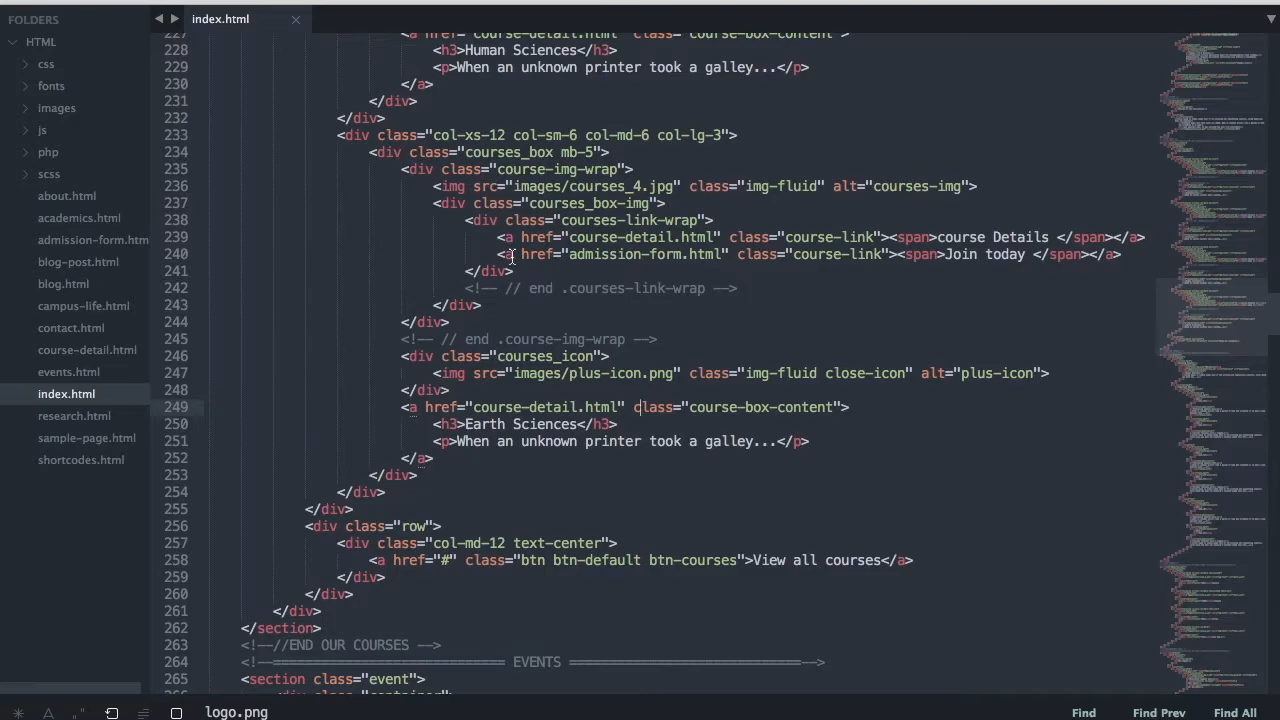 FOLDERS
HTML
css
fonts
images
js
php
scss
about.html
academics.html
admission-form.htm
blog-post.html
blog.html
campus-life.html
contact.html
course-detail.html
events.html
index.html
research.html
sample-page.html
shortcodes.html
index.html
<a href="course-detail.html" class="course-box-content">
228 <h3>Human Sciences</h3>
229 <p>When an unknown printer took a galley...</p>
230 </a>
231 </div>
232 </div>
233 <div class="col-xs-12 col-sm-6 col-md-6 col-lg-3">
234 <div class="courses_box mb-5">
235 <div class="course-img-wrap">
236 <img src="images/courses_4.jpg" class="img-fluid" alt="courses-img">
237 <div class="courses_box-img">
238 <div class="courses-link-wrap">
239 <a href="course-detail.html" class="course-link"><span>course Details </span></a
240 <a href="admission-form.html" class="course-link"><span>Join today </span></a>
241 </div>
242 <!-- // end .courses-link-wrap -->
243 </div>
244 </div>
245 <!-- // end .course-img-wrap -->
246 <div class="courses_icon">
247 <img src="images/plus-icon.png" class="img-fluid close-icon" alt="plus-icon">
248 </div>
249 <a href="course-detail.html" class="course-box-content">
250 <h3>Earth Sciences</h3>
251 <p>When an unknown printer took a galley...</p>
252 </a>
253 </div>
254 </div>
255 </div>
256 <div class="row">
257 <div class="col-md-12 text-center">
258 <a href="#" class="btn btn-default btn-courses">View all courses</a>
259 </div>
260 </div>
261 </div>
262 </section>
263 <!--//END OUR COURSES -->
264 <!--============================= EVENTS =============================-->
265 <section class="event">
266 <div class="container">
logo.png
Find
Find Prev
Find All